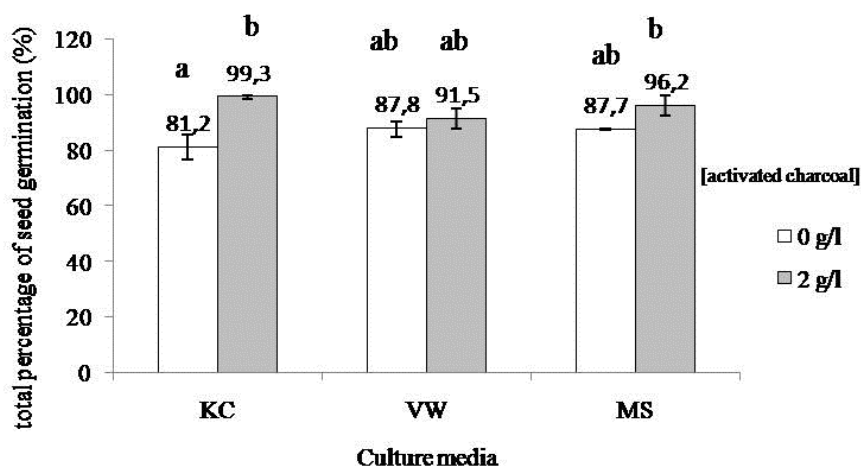 total percentage of seed germination (%)
120
100
80
60
40
20
0
a
81,2
b
99,3
ab
87,8
ab
91,5
ab
87,7
b
96,2
KC
VW
MS
Culture media
[activated charcoal]
0 g/l
2 g/l